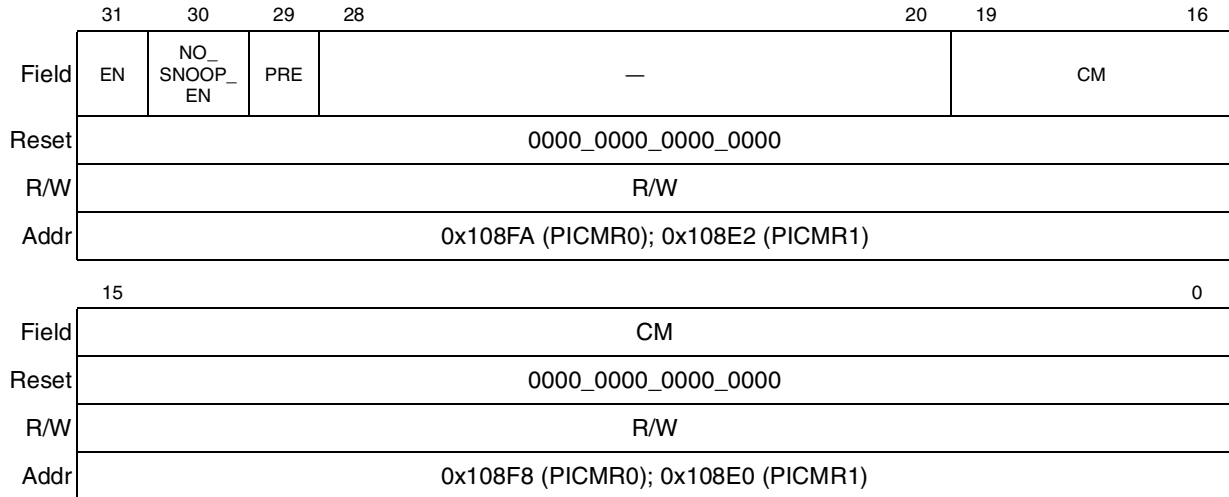 31 30 29 28 20 19 16
Field EN NO_ SNOOP_ EN PRE — CM
Reset 0000_0000_0000_0000
R/W R/W
Addr 0x108FA (PICMR0); 0x108E2 (PICMR1)
15 0
Field CM
Reset 0000_0000_0000_0000
R/W R/W
Addr 0x108F8 (PICMR0); 0x108E0 (PICMR1)